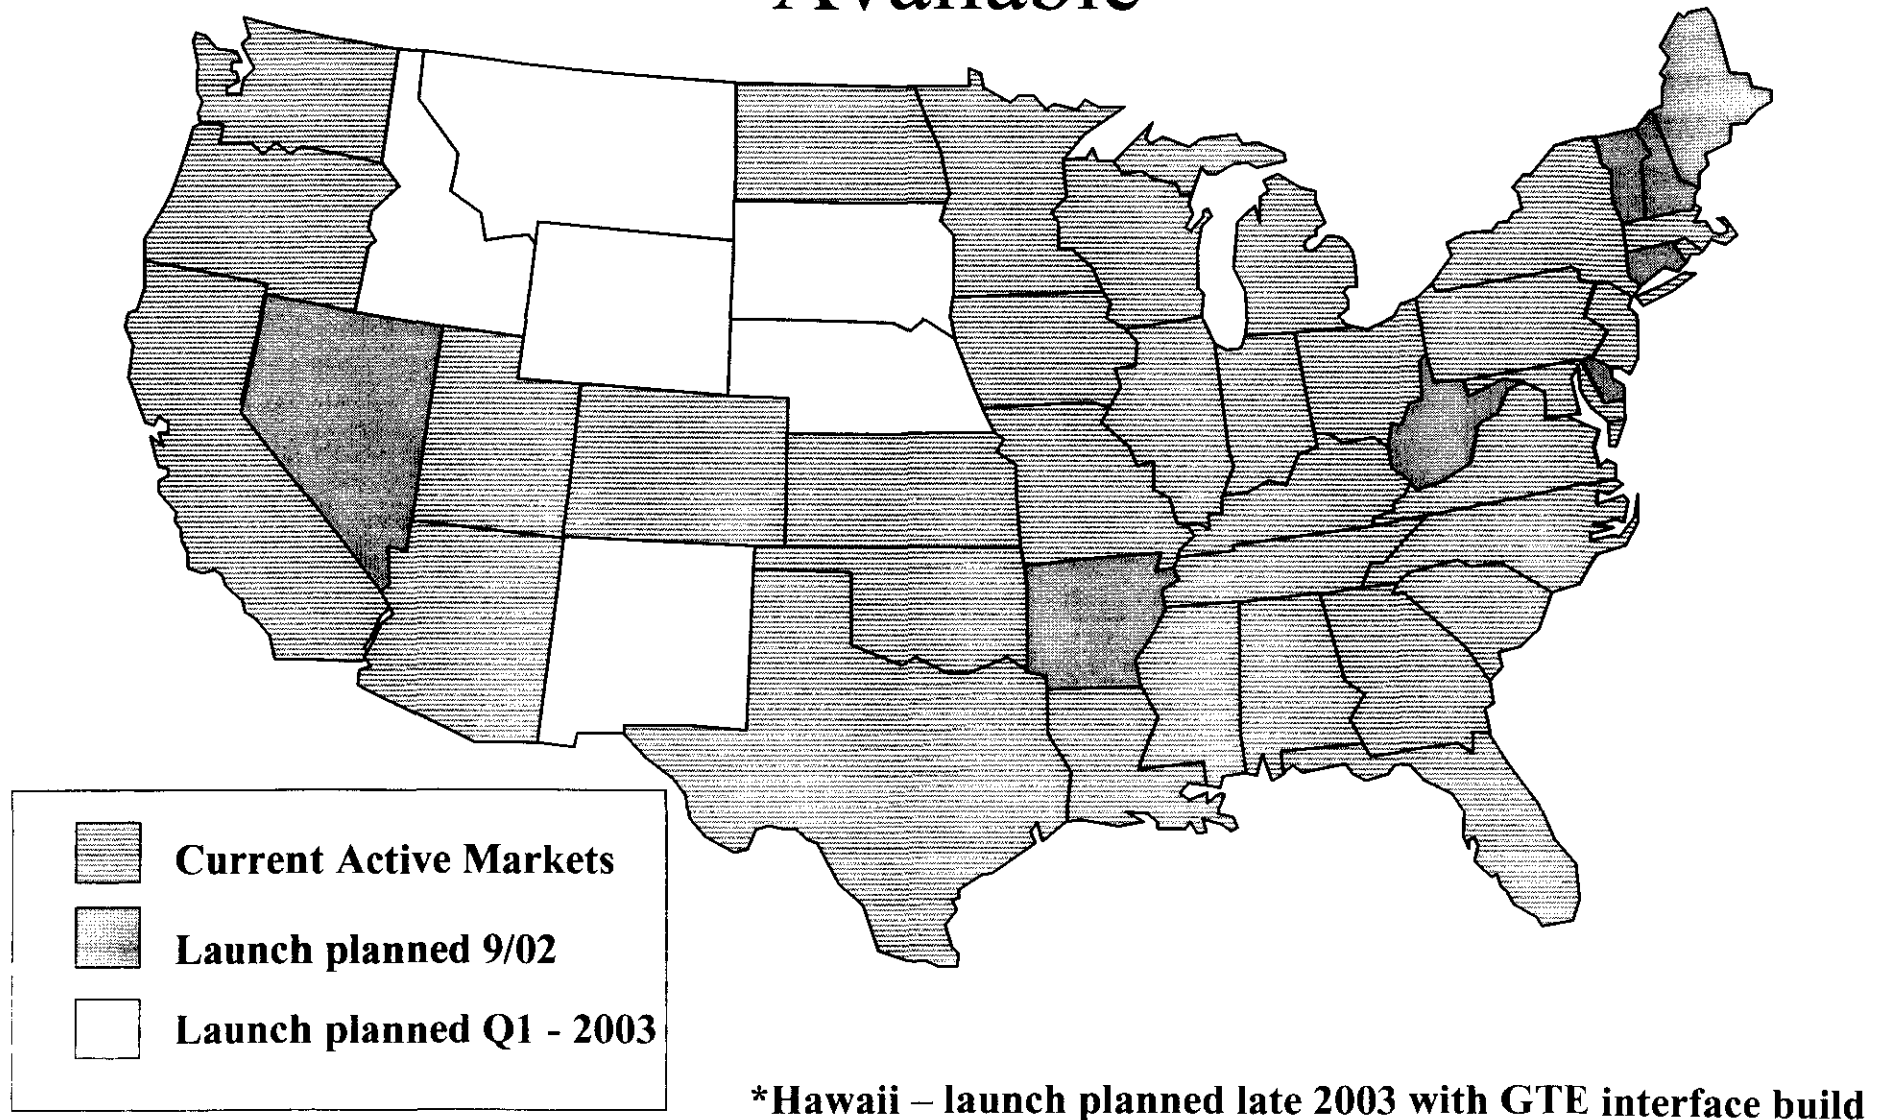 Available
Current Active Markets
Launch planned 9/02
Launch planned Q1 - 2003
*Hawaii – launch planned late 2003 with GTE interface build